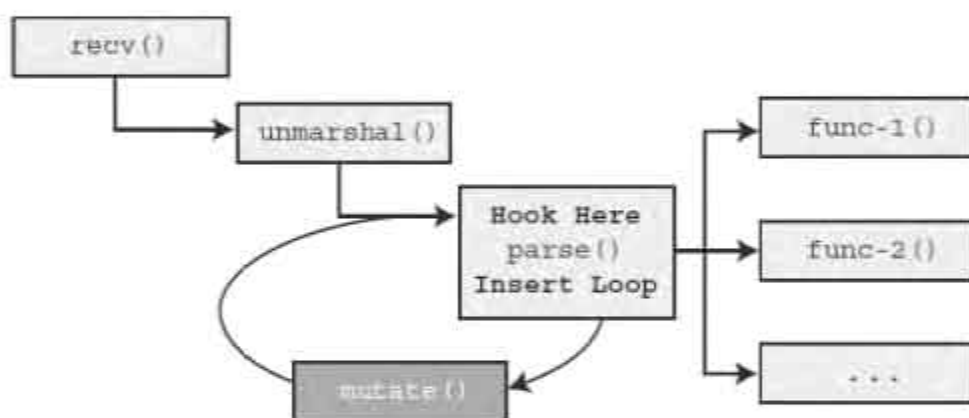 recv()
unmarshal()
Hook Here
parse()
Insert Loop
mutate()
func-1()
func-2()
...